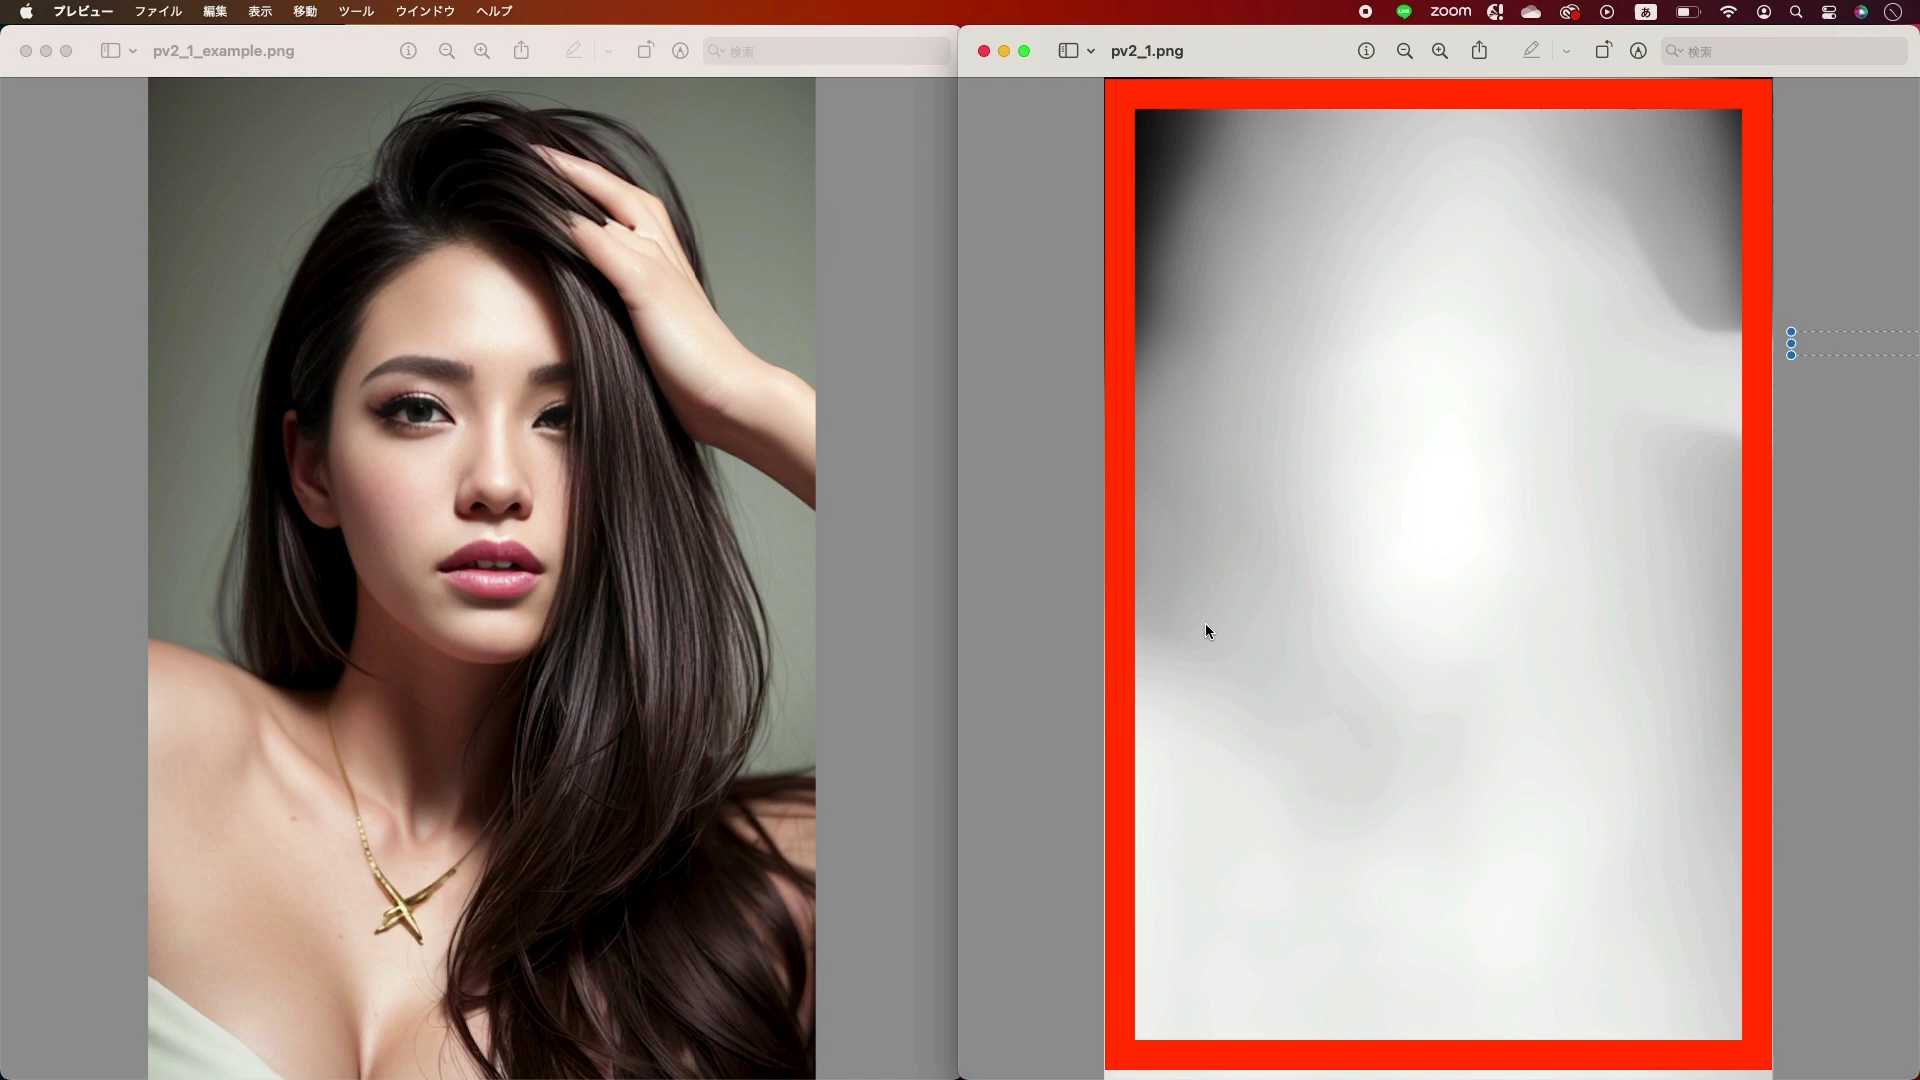 プレビュー ファイル 編集 表示 移動 ツール ウインドウ ヘルプ
zoom あ
pv2_1_example.png
検索
pv2_1.png
検索